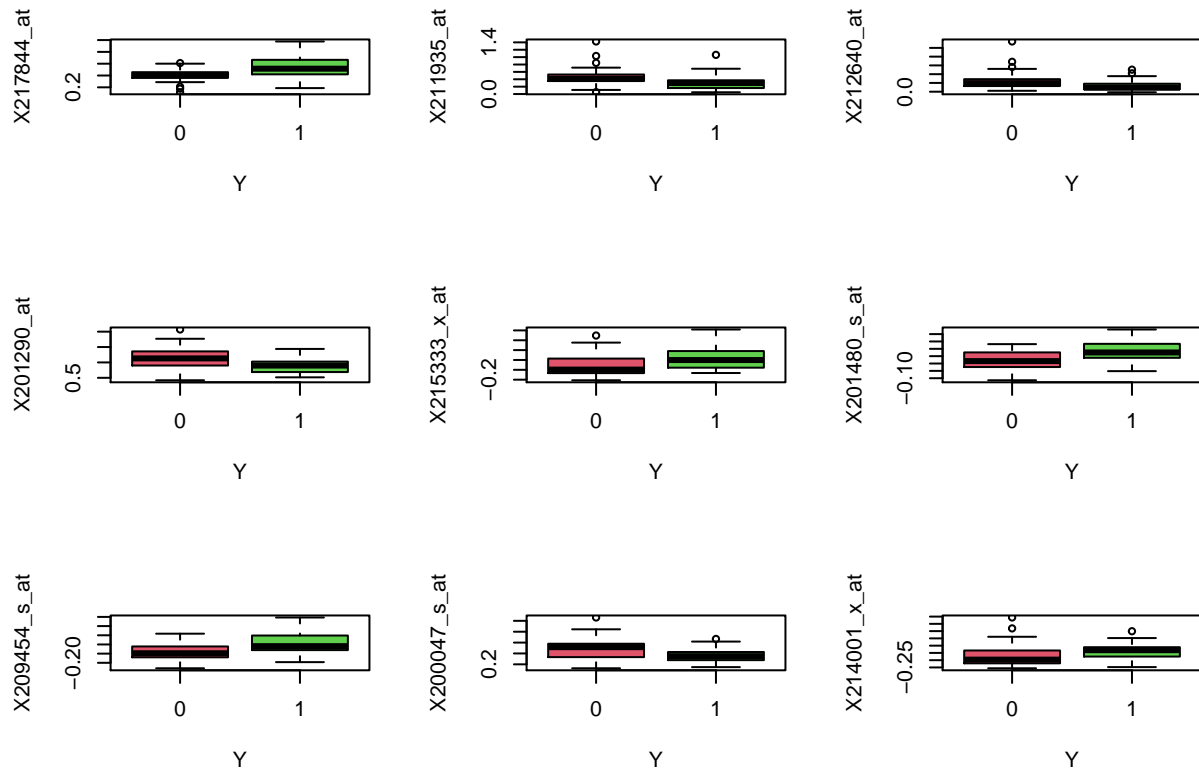 X217844_at
0.2
0 1
Y
X211935_at
0.0 1.4
0 1
Y
X212640_at
0.0
0 1
Y
X201290_at
0.5
0 1
Y
X215333_x_at
−0.2
0 1
Y
X201480_s_at
−0.10
0 1
Y
X209454_s_at
−0.20
0 1
Y
X200047_s_at
0.2
0 1
Y
X214001_x_at
−0.25
0 1
Y